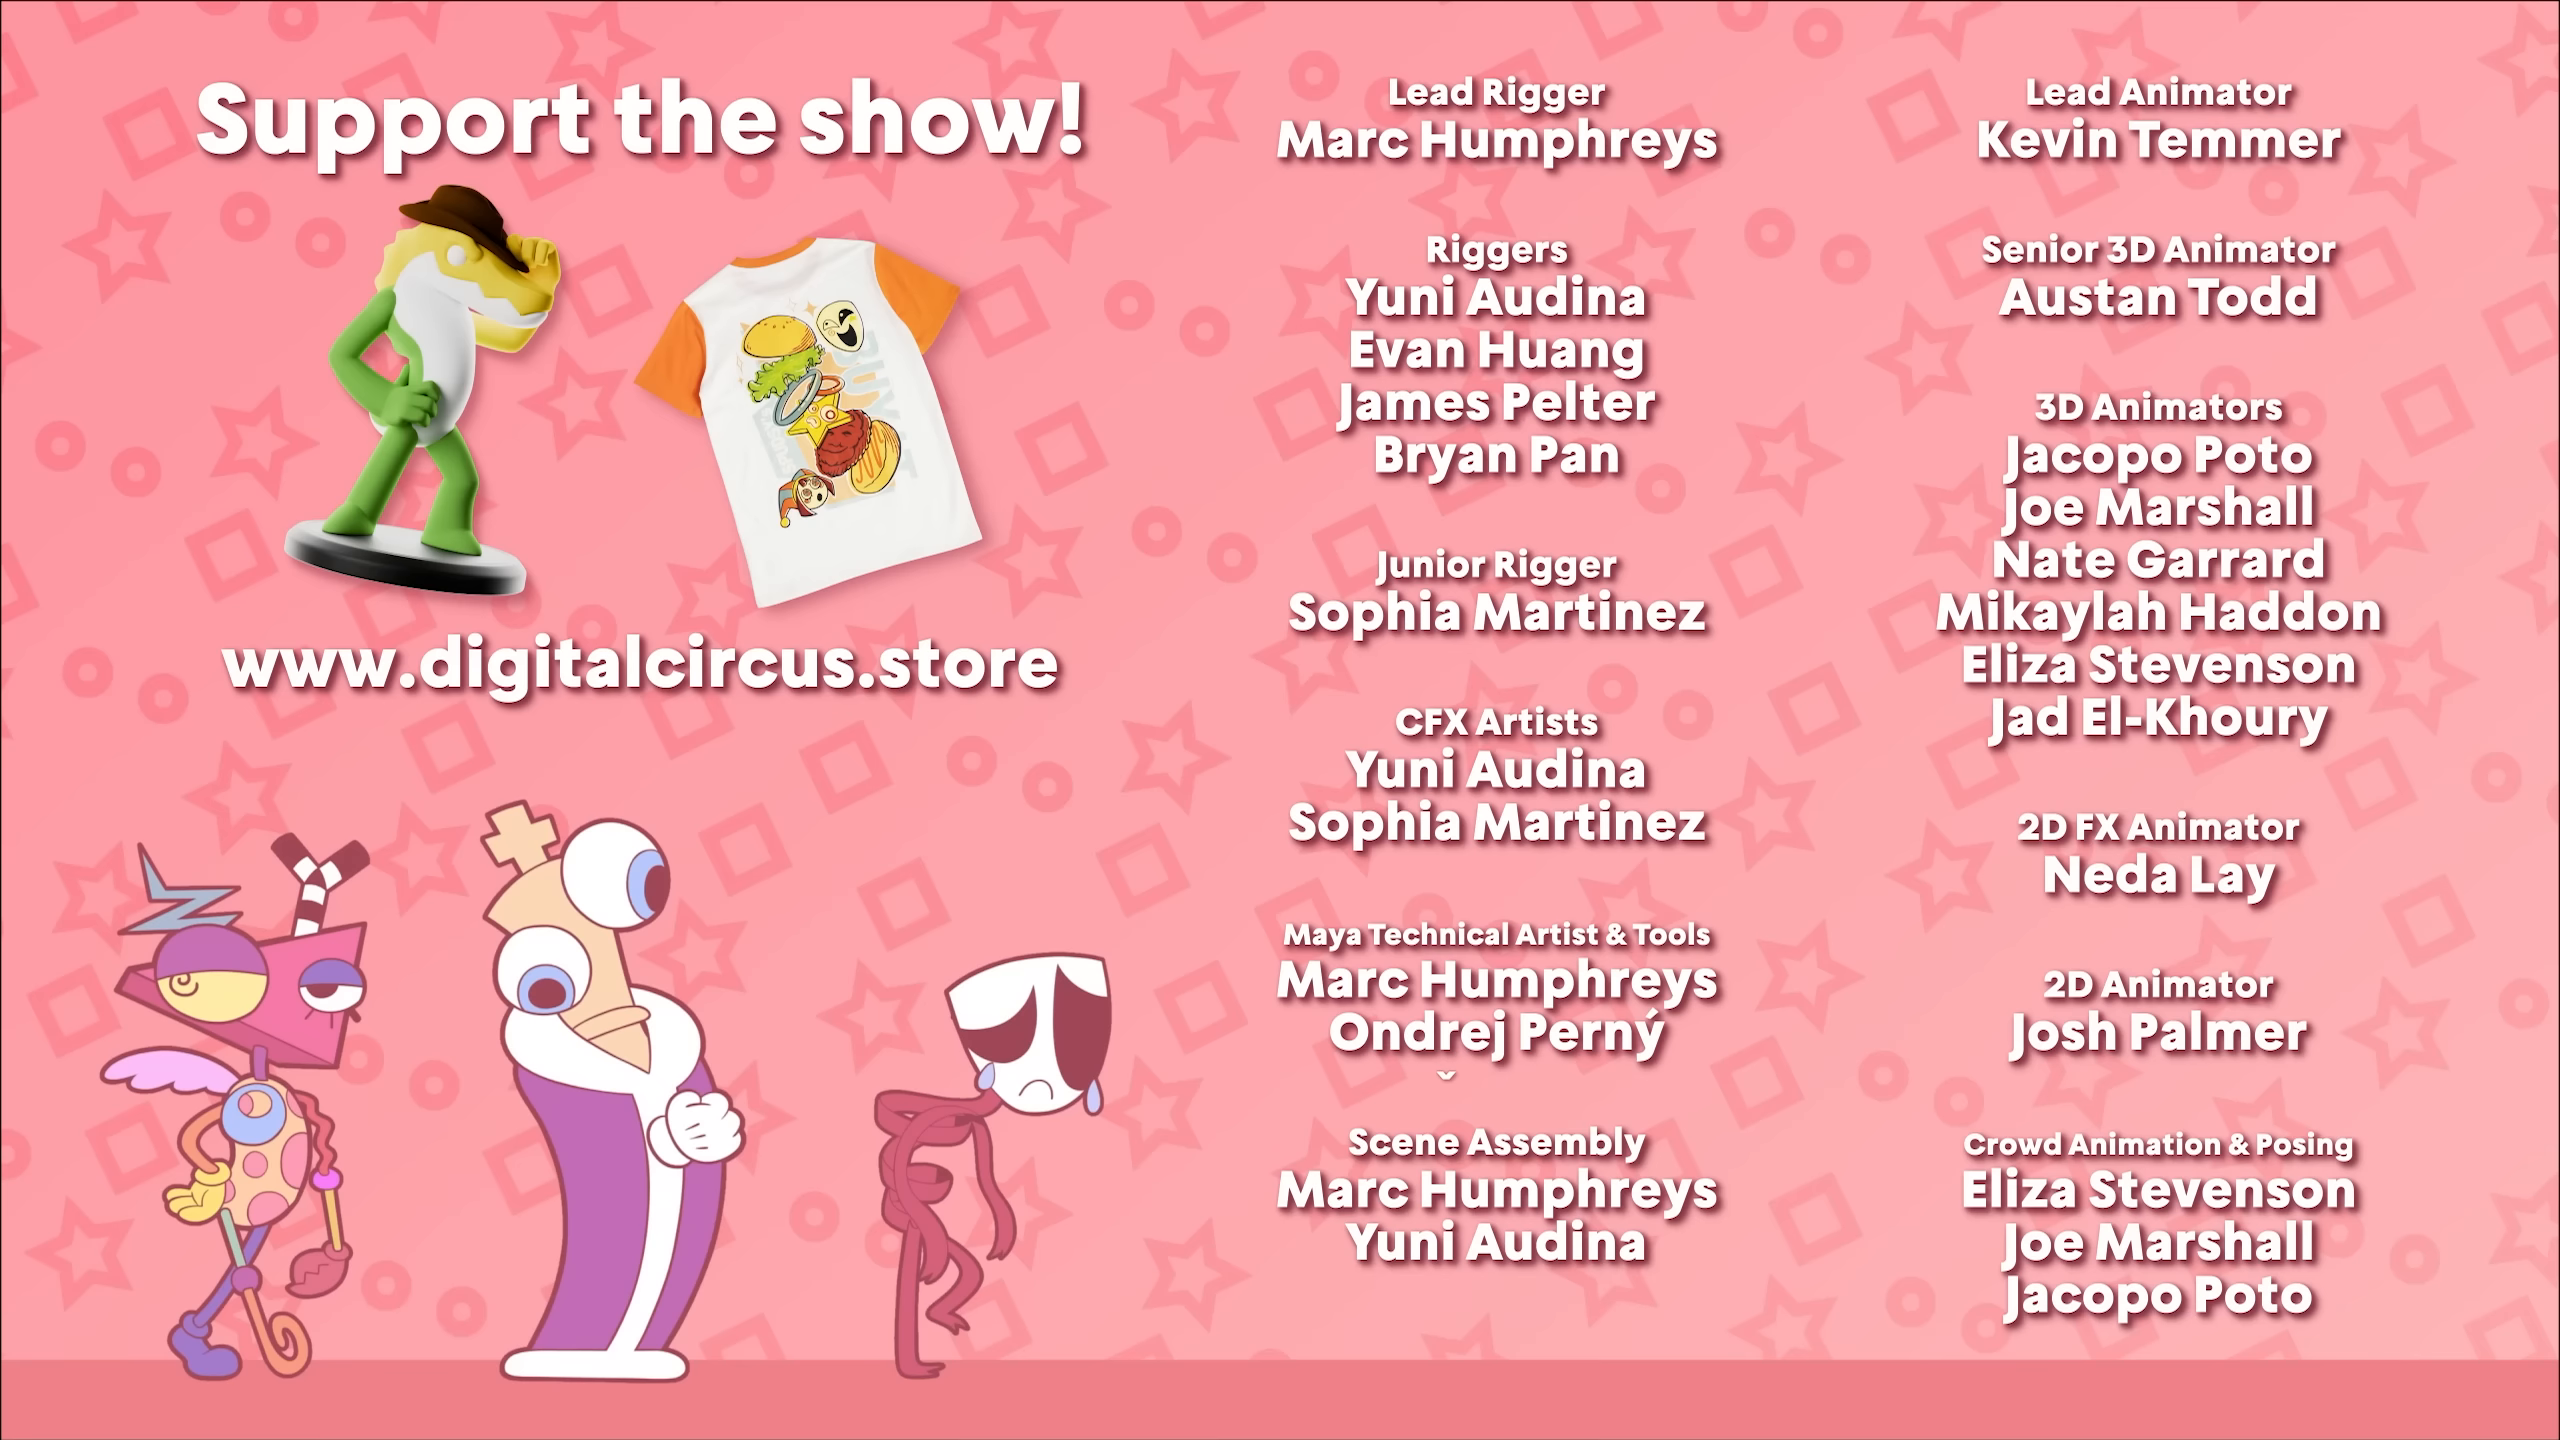 Support the show!
www.digitalcircus.store
Lead Rigger
Marc Humphreys
Riggers
Yuni Audina
Evan Huang
James Pelter
Bryan Pan
Junior Rigger
Sophia Martinez
CFX Artists
Yuni Audina
Sophia Martinez
Maya Technical Artist & Tools
Marc Humphreys
Ondrej Perný
Scene Assembly
Marc Humphreys
Yuni Audina
Lead Animator
Kevin Temmer
Senior 3D Animator
Austan Todd
3D Animators
Jacopo Poto
Joe Marshall
Nate Garrard
Mikaylah Haddon
Eliza Stevenson
Jad El-Khoury
2D FX Animator
Neda Lay
2D Animator
Josh Palmer
Crowd Animation & Posing
Eliza Stevenson
Joe Marshall
Jacopo Poto